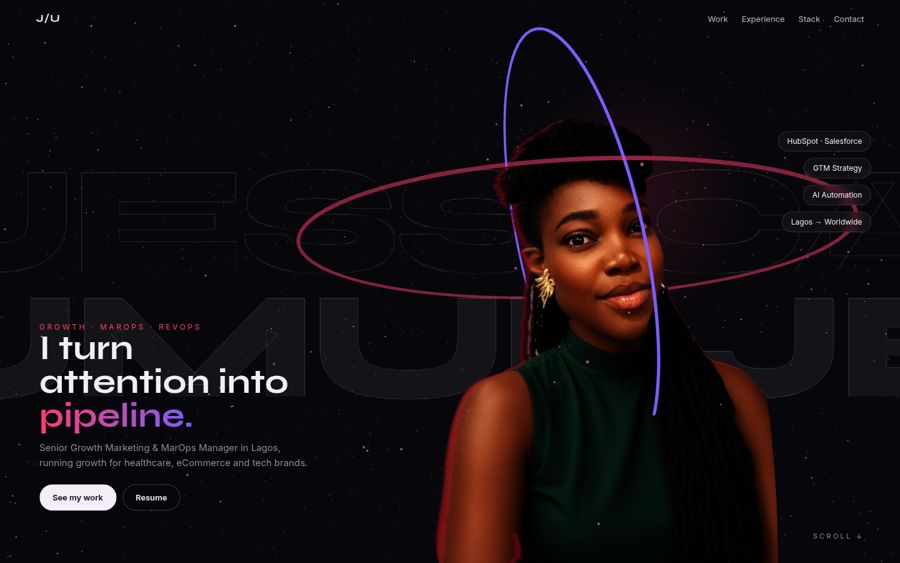 J/U
Work Experience Stack Contact
HubSpot · Salesforce
GTM Strategy
AI Automation
Lagos → Worldwide
GROWTH · MAROPS · REVOPS
I turn
attention into
pipeline.
Senior Growth Marketing & MarOps Manager in Lagos,
running growth for healthcare, eCommerce and tech brands.
See my work Resume
SCROLL ↓